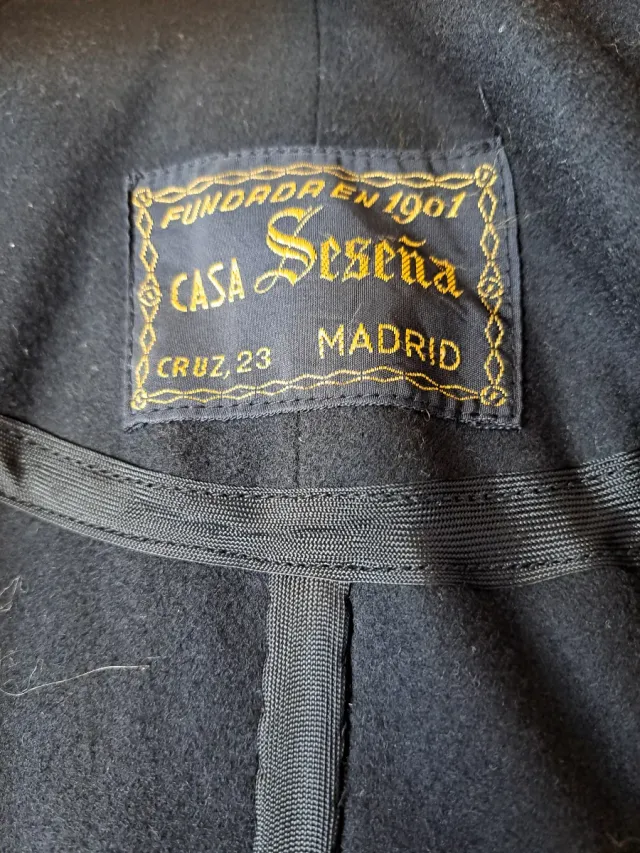 FUNDADA EN 1901
CASA Seseña
CRUZ, 23 MADRID